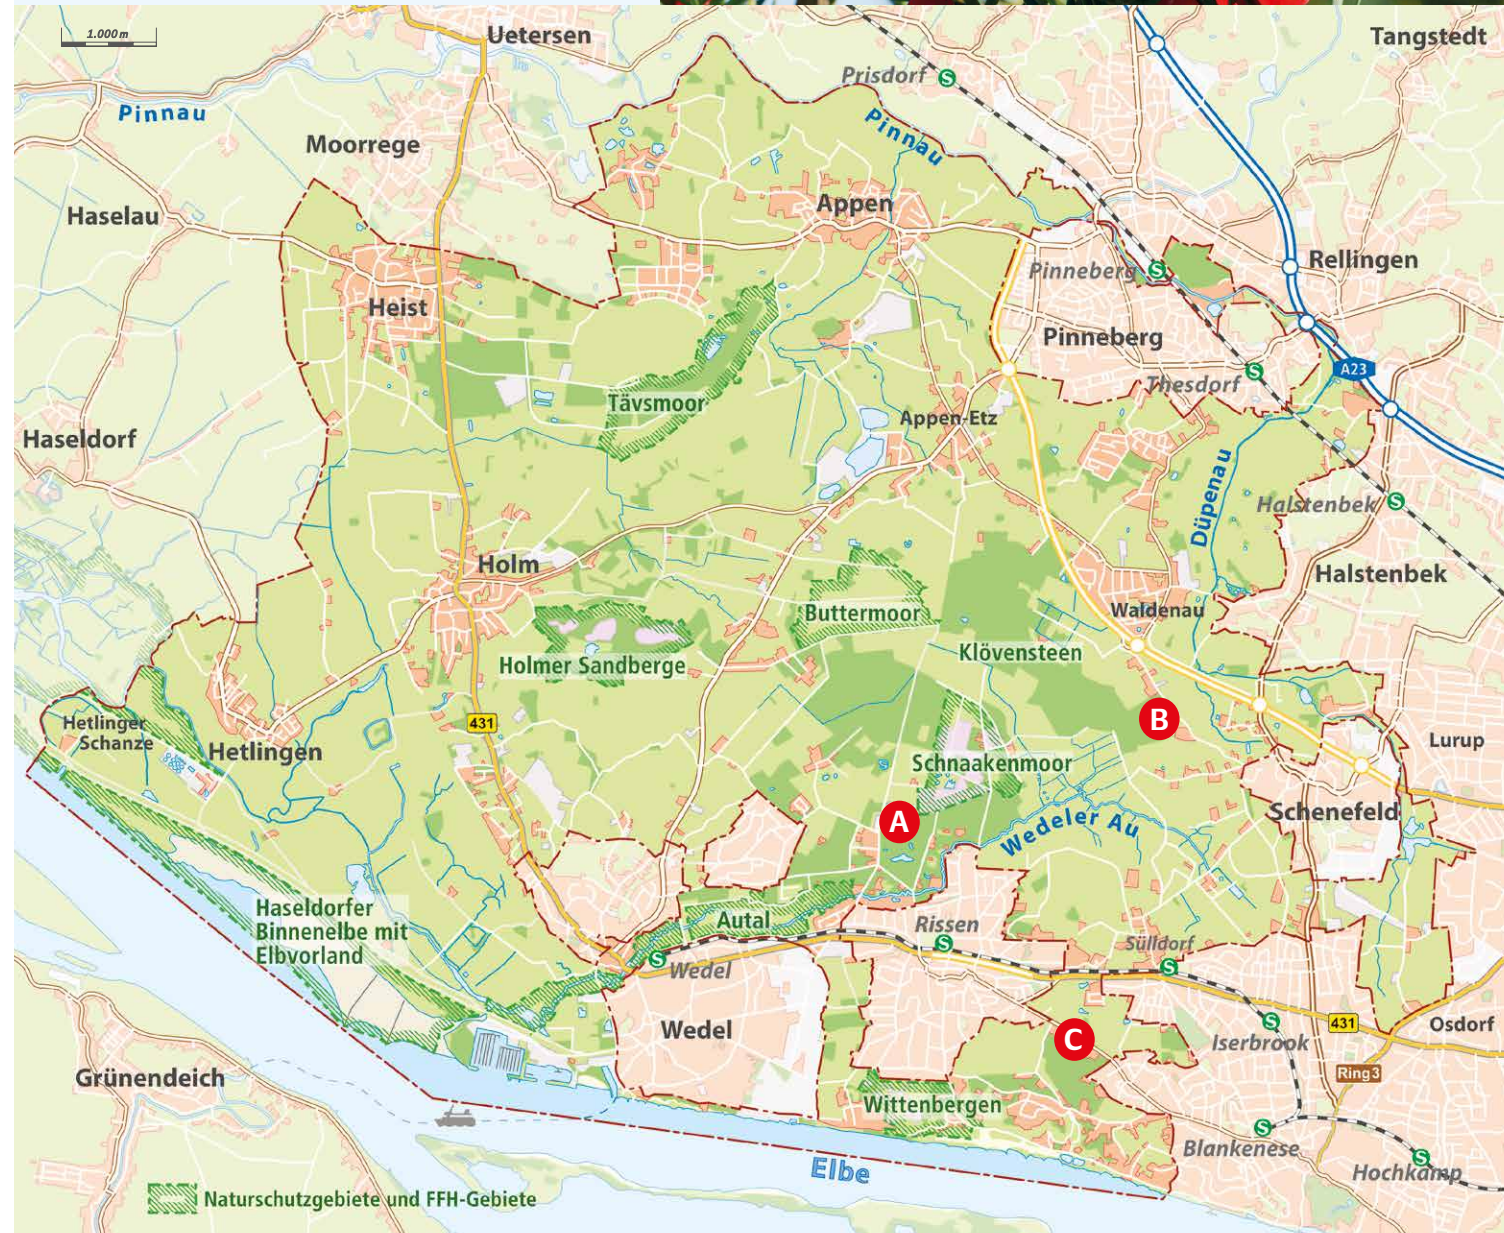 1.000 m
Uetersen
Tangstedt
Prisdorf
S
Pinnau
Pinnau
Moorrege
Appen
Haselau
Rellingen
Pinneberg
S
Heist
Pinneberg
A23
Thesdorf
S
Tävsmoor
Appen-Etz
Haseldorf
Düpenau
Halstenbek
S
Holm
Halstenbek
Buttermoor
Waldenau
Klövensteen
Holmer Sandberge
431
B
Hetlinger
Schanze
Hetlingen
Lurup
Schnaakenmoor
Schenefeld
A
Wedeler Au
Haseldorfer
Binnenelbe mit
Elbvorland
Autal
Rissen
S
Sülldorf
S
S
Wedel
Wedel
C
S
Iserbrook
431
Osdorf
Ring 3
Grünendeich
Wittenbergen
S
Blankenese
S
Hochkamp
Elbe
Naturschutzgebiete und FFH-Gebiete